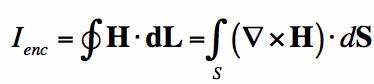 I_enc = ∮ H · dL = ∫_S (∇ × H) · dS